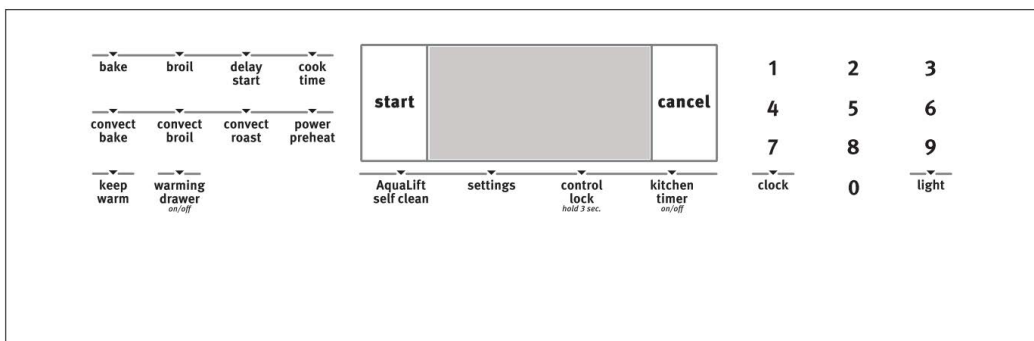 bake broil delay start cook time
convect bake convect broil convect roast power preheat
keep warm warming drawer on/off
start cancel
AquaLift self clean settings control lock hold 3 sec. kitchen timer on/off
1 2 3
4 5 6
7 8 9
clock 0 light